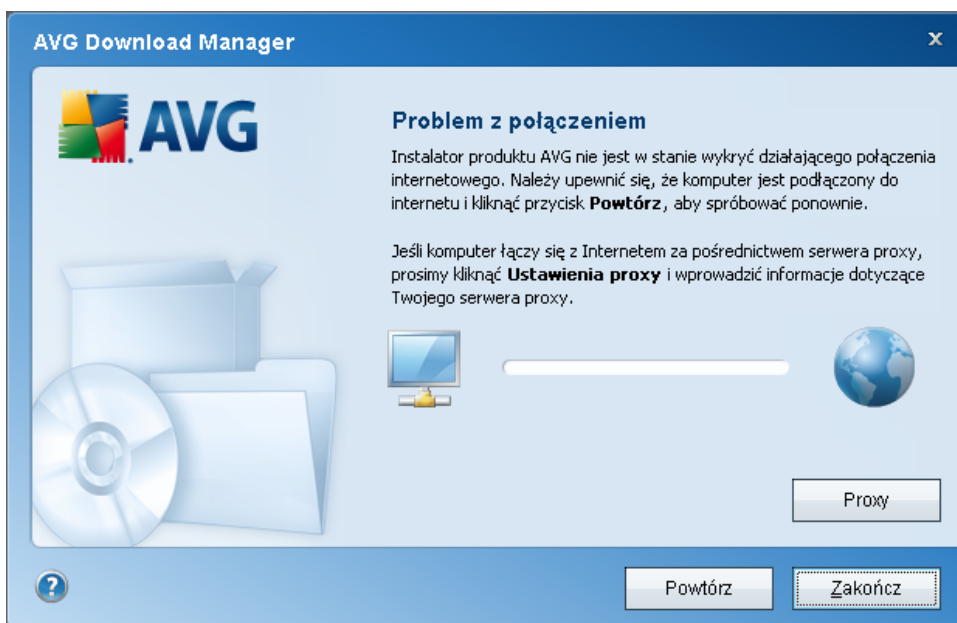 AVG Download Manager
x
AVG
Problem z połączeniem
Instalator produktu AVG nie jest w stanie wykryć działającego połączenia
internetowego. Należy upewnić się, że komputer jest podłączony do
internetu i kliknąć przycisk Powtórz, aby spróbować ponownie.
Jeśli komputer łączy się z Internetem za pośrednictwem serwera proxy,
prosimy kliknąć Ustawienia proxy i wprowadzić informacje dotyczące
Twojego serwera proxy.
Proxy
?
Powtórz
Zakończ